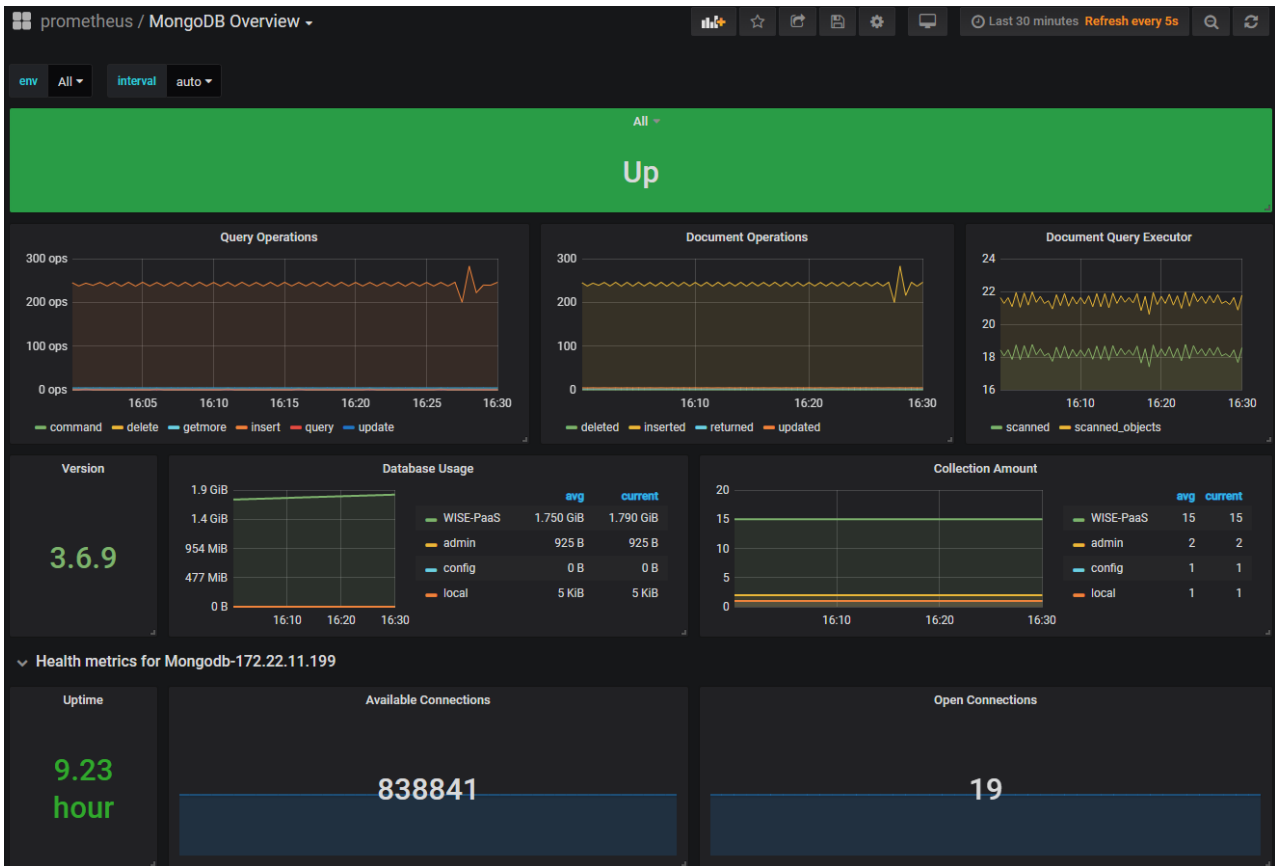 prometheus / MongoDB Overview
Last 30 minutes Refresh every 5s
env All interval auto
All
Up
Query Operations
300 ops
200 ops
100 ops
0 ops
16:05 16:10 16:15 16:20 16:25 16:30
command delete getmore insert query update
Document Operations
300
200
100
0
16:10 16:20 16:30
deleted inserted returned updated
Document Query Executor
24
22
20
18
16
16:10 16:20 16:30
scanned scanned_objects
Version
3.6.9
Database Usage
1.9 GiB
1.4 GiB
954 MiB
477 MiB
0 B
16:10 16:20 16:30
avg current
WISE-PaaS 1.750 GiB 1.790 GiB
admin 925 B 925 B
config 0 B 0 B
local 5 KiB 5 KiB
Collection Amount
20
15
10
5
0
16:10 16:20 16:30
avg current
WISE-PaaS 15 15
admin 2 2
config 1 1
local 1 1
Health metrics for Mongodb-172.22.11.199
Uptime
9.23
hour
Available Connections
838841
Open Connections
19